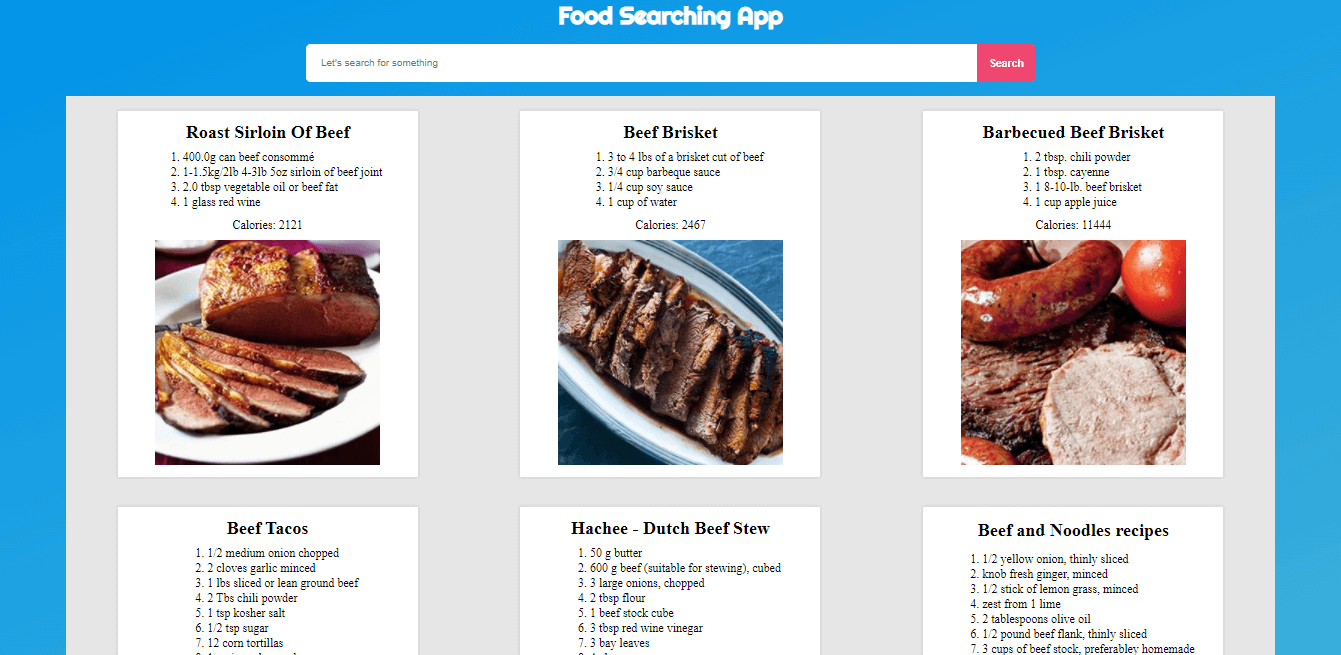 Food Searching App
Let's search for something
Search
Roast Sirloin Of Beef
1. 400.0g can beef consommé
2. 1-1.5kg/2lb 4-3lb 5oz sirloin of beef joint
3. 2.0 tbsp vegetable oil or beef fat
4. 1 glass red wine
Calories: 2121
Beef Brisket
1. 3 to 4 lbs of a brisket cut of beef
2. 3/4 cup barbeque sauce
3. 1/4 cup soy sauce
4. 1 cup of water
Calories: 2467
Barbecued Beef Brisket
1. 2 tbsp. chili powder
2. 1 tbsp. cayenne
3. 1 8-10-lb. beef brisket
4. 1 cup apple juice
Calories: 11444
Beef Tacos
1. 1/2 medium onion chopped
2. 2 cloves garlic minced
3. 1 lbs sliced or lean ground beef
4. 2 Tbs chili powder
5. 1 tsp kosher salt
6. 1/2 tsp sugar
7. 12 corn tortillas
Hachee - Dutch Beef Stew
1. 50 g butter
2. 600 g beef (suitable for stewing), cubed
3. 3 large onions, chopped
4. 2 tbsp flour
5. 1 beef stock cube
6. 3 tbsp red wine vinegar
7. 3 bay leaves
Beef and Noodles recipes
1. 1/2 yellow onion, thinly sliced
2. knob fresh ginger, minced
3. 1/2 stick of lemon grass, minced
4. zest from 1 lime
5. 2 tablespoons olive oil
6. 1/2 pound beef flank, thinly sliced
7. 3 cups of beef stock, preferabley homemade